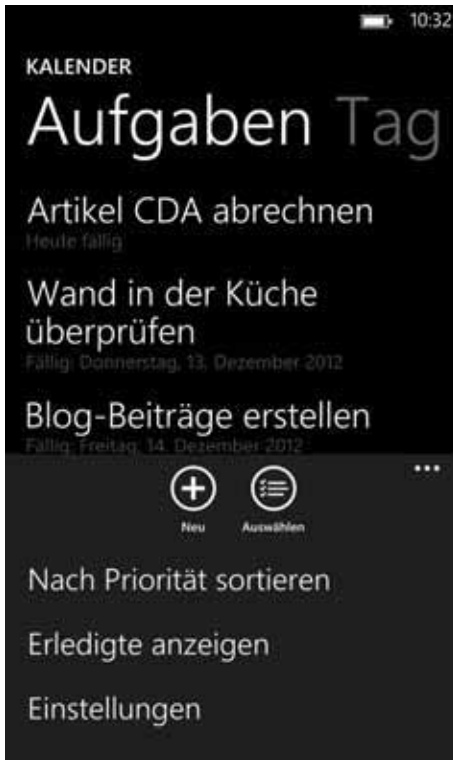 10:32
KALENDER
Aufgaben Tag
Artikel CDA abrechnen
Heute fällig
Wand in der Küche
überprüfen
Fällig: Donnerstag, 13. Dezember 2012
Blog-Beiträge erstellen
Fällig: Freitag, 14. Dezember 2012
Neu Auswählen
Nach Priorität sortieren
Erledigte anzeigen
Einstellungen